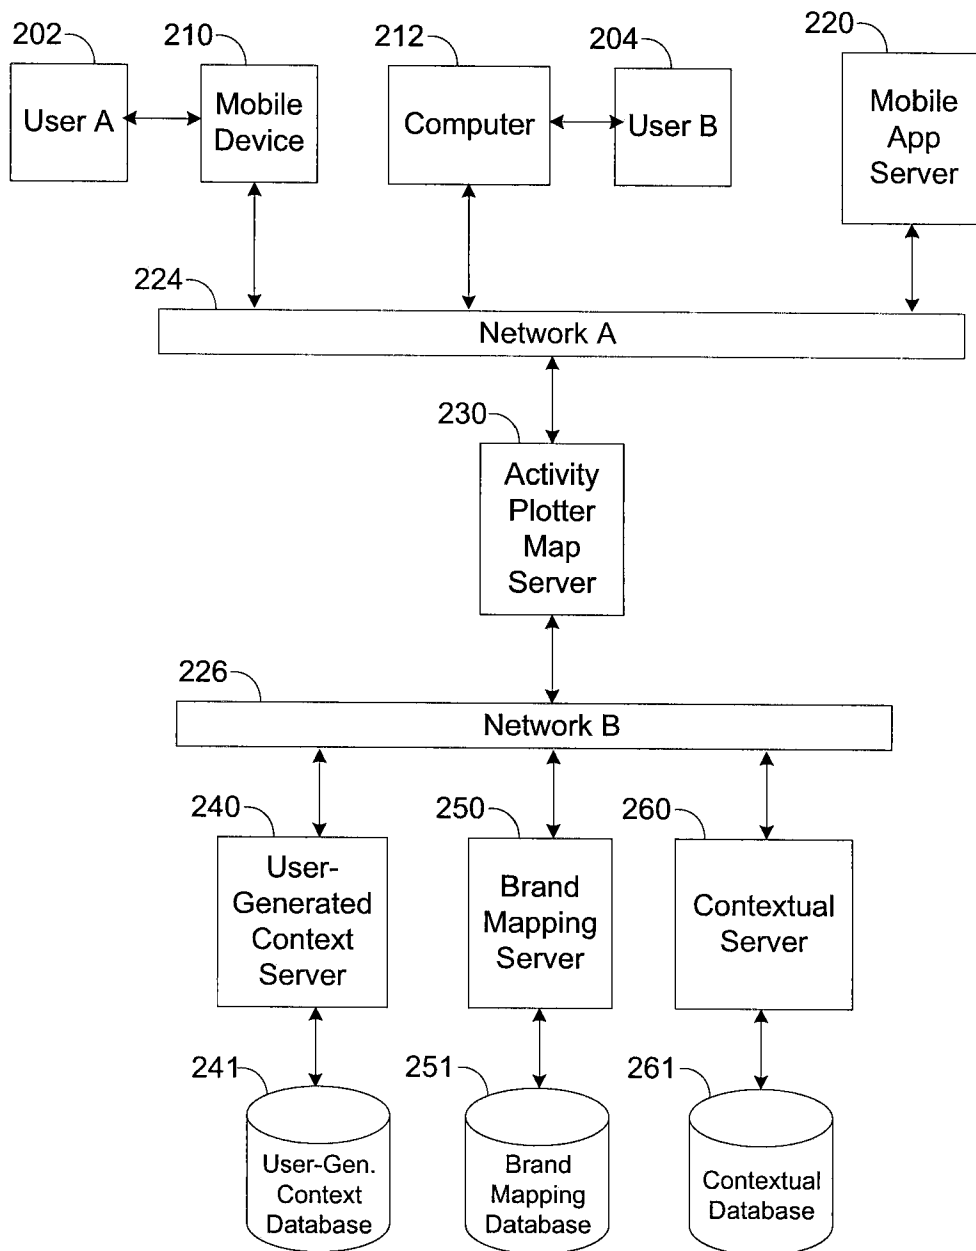 202
210
212
204
220
User A
Mobile
Device
Computer
User B
Mobile
App
Server
224
Network A
230
Activity
Plotter
Map
Server
226
Network B
240
250
260
User-
Generated
Context
Server
Brand
Mapping
Server
Contextual
Server
241
251
261
User-Gen.
Context
Database
Brand
Mapping
Database
Contextual
Database